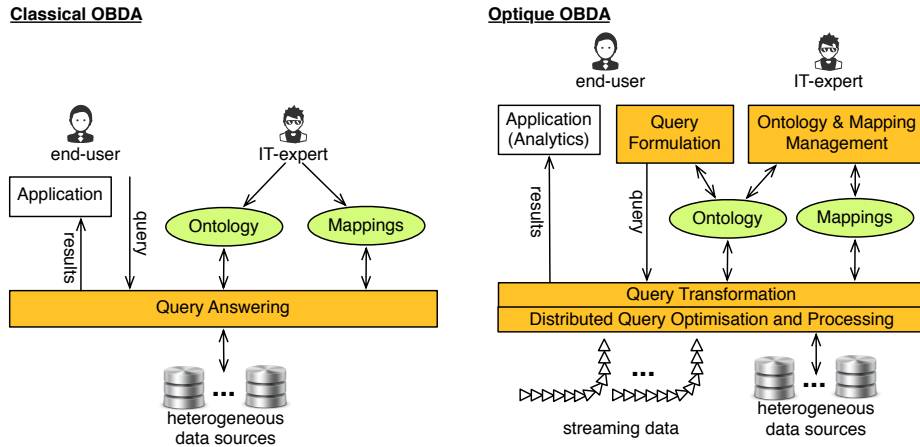 Classical OBDA
end-user
IT-expert
Application
results
query
Ontology
Mappings
Query Answering
...
heterogeneous
data sources
Optique OBDA
end-user
IT-expert
Application
(Analytics)
Query
Formulation
Ontology & Mapping
Management
results
query
Ontology
Mappings
Query Transformation
Distributed Query Optimisation and Processing
...
...
streaming data
heterogeneous
data sources